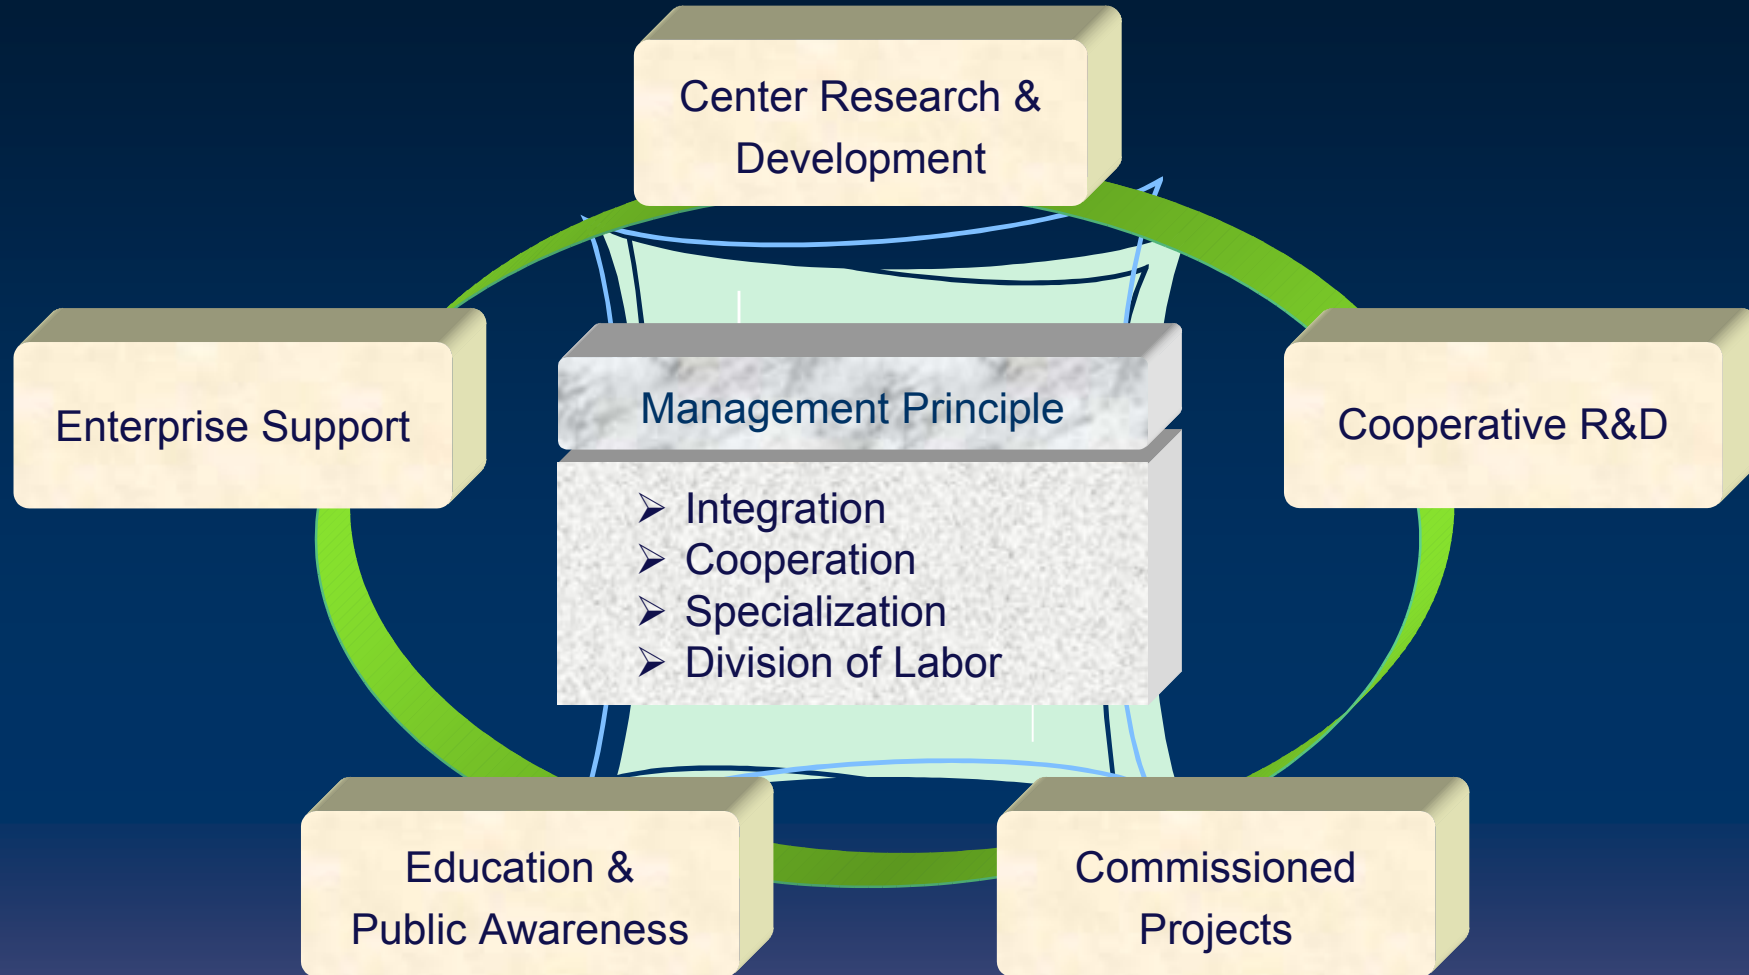 Center Research &
Development
Enterprise Support
Management Principle
Cooperative R&D
➢ Integration
➢ Cooperation
➢ Specialization
➢ Division of Labor
Education &
Public Awareness
Commissioned
Projects